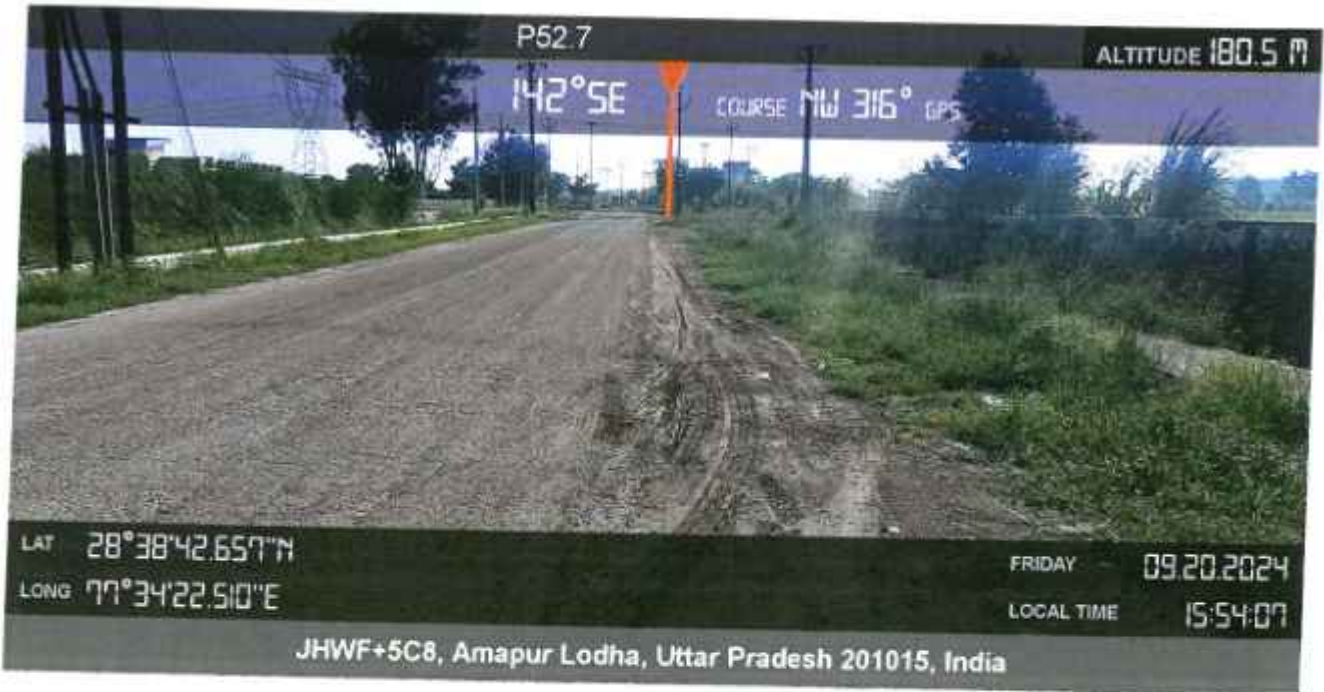 P52.7
ALTITUDE 180.5 M
142°SE
COURSE NW 316° GPS
LAT 28°38'42.657"N
LONG 77°34'22.510"E
FRIDAY 09.20.2024
LOCAL TIME 15:54:07
JHWF+5C8, Amapur Lodha, Uttar Pradesh 201015, India